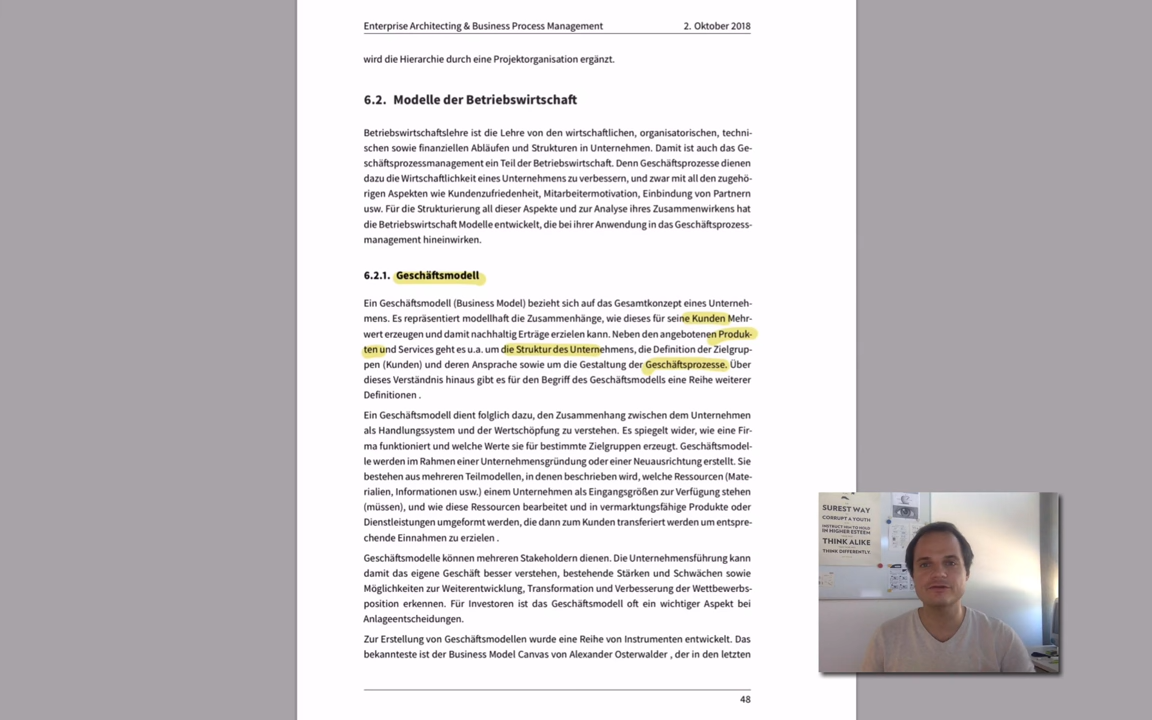 Enterprise Architecting & Business Process Management 2. Oktober 2018
wird die Hierarchie durch eine Projektorganisation ergänzt.
6.2. Modelle der Betriebswirtschaft
Betriebswirtschaftslehre ist die Lehre von den wirtschaftlichen, organisatorischen, techni-
schen sowie finanziellen Abläufen und Strukturen in Unternehmen. Damit ist auch das Ge-
schäftsprozessmanagement ein Teil der Betriebswirtschaft. Denn Geschäftsprozesse dienen
dazu die Wirtschaftlichkeit eines Unternehmens zu verbessern, und zwar mit all den zugehö-
rigen Aspekten wie Kundenzufriedenheit, Mitarbeitermotivation, Einbindung von Partnern
usw. Für die Strukturierung all dieser Aspekte und zur Analyse ihres Zusammenwirkens hat
die Betriebswirtschaft Modelle entwickelt, die bei ihrer Anwendung in das Geschäftsprozess-
management hineinwirken.
6.2.1. Geschäftsmodell
Ein Geschäftsmodell (Business Model) bezieht sich auf das Gesamtkonzept eines Unterneh-
mens. Es repräsentiert modellhaft die Zusammenhänge, wie dieses für seine Kunden Mehr-
wert erzeugen und damit nachhaltig Erträge erzielen kann. Neben den angebotenen Produk-
ten und Services geht es u.a. um die Struktur des Unternehmens, die Definition der Zielgrup-
pen (Kunden) und deren Ansprache sowie um die Gestaltung der Geschäftsprozesse. Über
dieses Verständnis hinaus gibt es für den Begriff des Geschäftsmodells eine Reihe weiterer
Definitionen .
Ein Geschäftsmodell dient folglich dazu, den Zusammenhang zwischen dem Unternehmen
als Handlungssystem und der Wertschöpfung zu verstehen. Es spiegelt wider, wie eine Fir-
ma funktioniert und welche Werte sie für bestimmte Zielgruppen erzeugt. Geschäftsmodel-
le werden im Rahmen einer Unternehmensgründung oder einer Neuausrichtung erstellt. Sie
bestehen aus mehreren Teilmodellen, in denen beschrieben wird, welche Ressourcen (Mate-
rialien, Informationen usw.) einem Unternehmen als Eingangsgrößen zur Verfügung stehen
(müssen), und wie diese Ressourcen bearbeitet und in vermarktungsfähige Produkte oder
Dienstleistungen umgeformt werden, die dann zum Kunden transferiert werden um entspre-
chende Einnahmen zu erzielen .
Geschäftsmodelle können mehreren Stakeholdern dienen. Die Unternehmensführung kann
damit das eigene Geschäft besser verstehen, bestehende Stärken und Schwächen sowie
Möglichkeiten zur Weiterentwicklung, Transformation und Verbesserung der Wettbewerbs-
position erkennen. Für Investoren ist das Geschäftsmodell oft ein wichtiger Aspekt bei
Anlageentscheidungen.
Zur Erstellung von Geschäftsmodellen wurde eine Reihe von Instrumenten entwickelt. Das
bekannteste ist der Business Model Canvas von Alexander Osterwalder , der in den letzten
48
SUREST WAY
CORRUPT A YOUTH
INSTRUCT HIM TO HOLD
IN HIGHER ESTEEM
THINK ALIKE
THINK DIFFERENTLY.